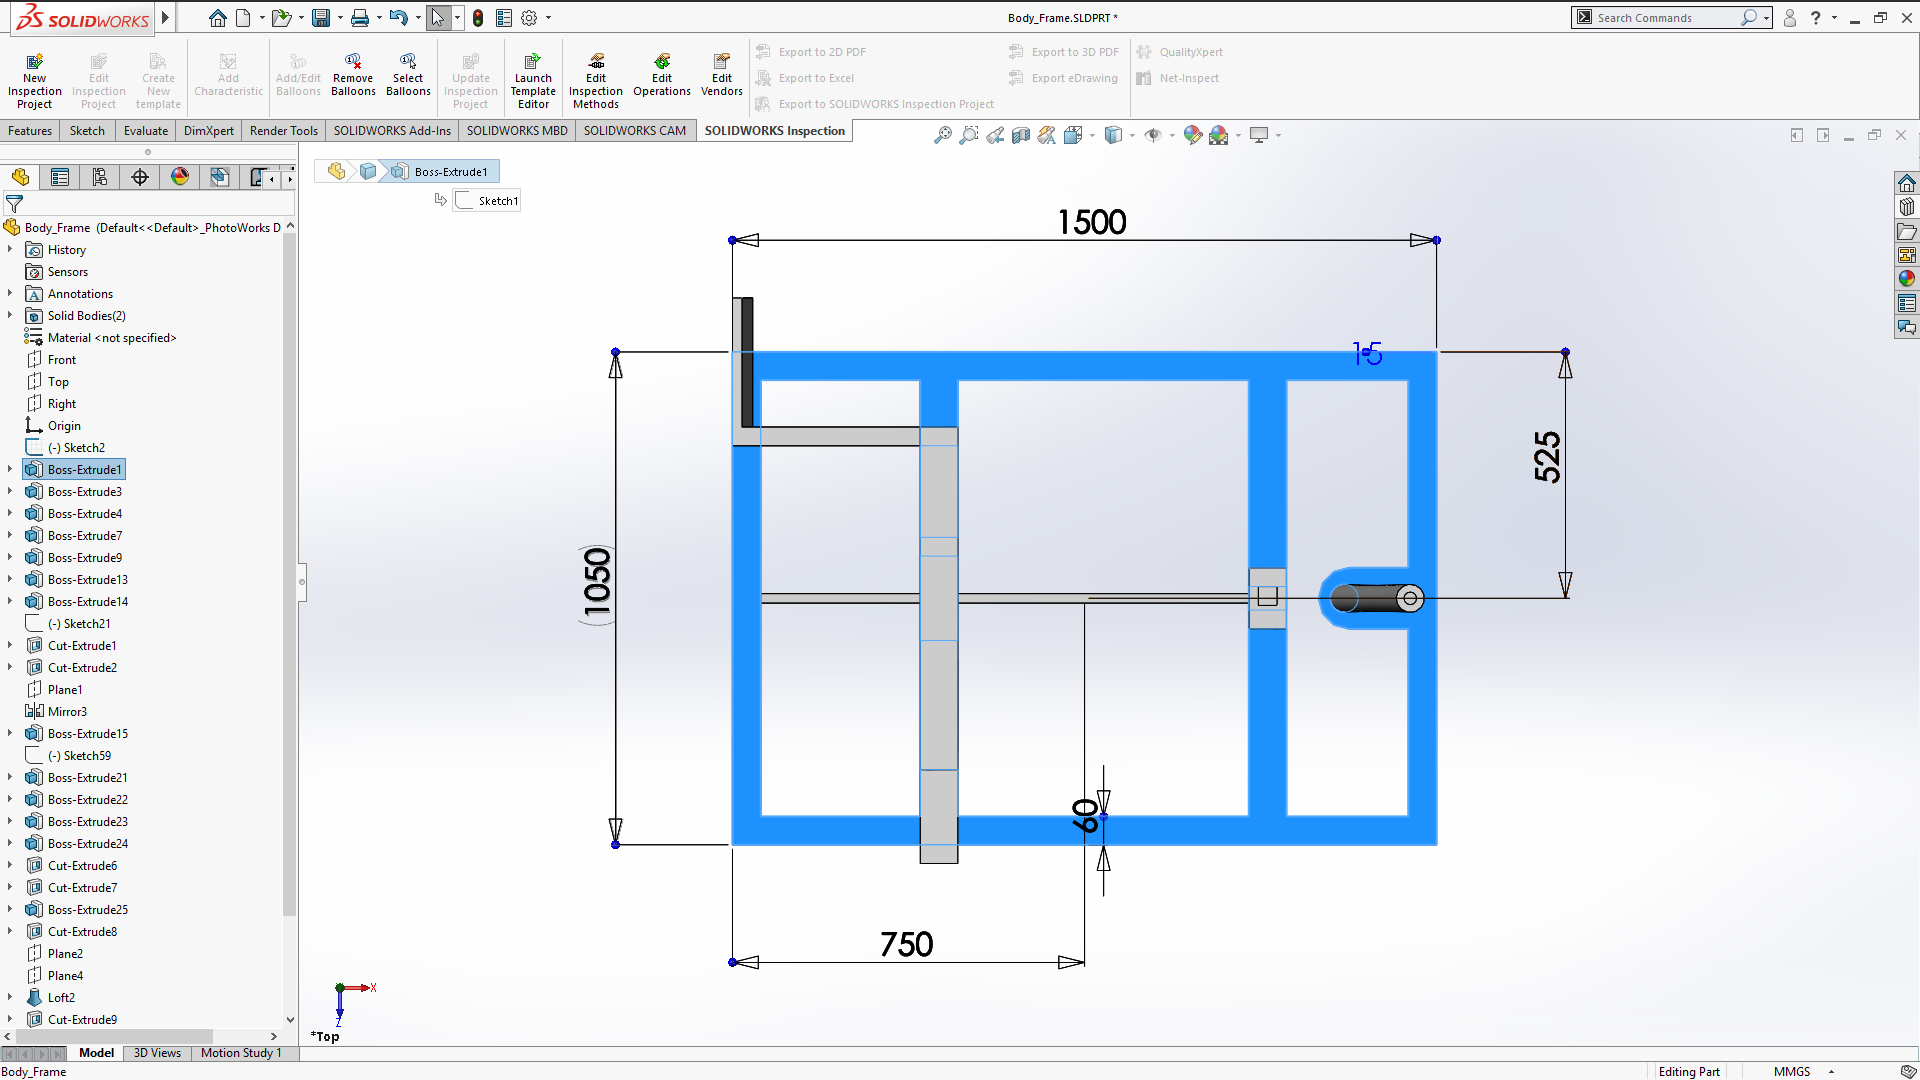 SOLIDWORKS
Body_Frame.SLDPRT *
Search Commands
?
New Inspection Project
Edit Inspection Project
Create New template
Add Characteristic
Add/Edit Balloons
Remove Balloons
Select Balloons
Update Inspection Project
Launch Template Editor
Edit Inspection Methods
Edit Operations
Edit Vendors
Export to 2D PDF
Export to Excel
Export to SOLIDWORKS Inspection Project
Export to 3D PDF
Export eDrawing
QualityXpert
Net-Inspect
Features
Sketch
Evaluate
DimXpert
Render Tools
SOLIDWORKS Add-Ins
SOLIDWORKS MBD
SOLIDWORKS CAM
SOLIDWORKS Inspection
Boss-Extrude1
Sketch1
Body_Frame (Default<<Default>_PhotoWorks D
History
Sensors
Annotations
Solid Bodies(2)
Material <not specified>
Front
Top
Right
Origin
(-) Sketch2
Boss-Extrude1
Boss-Extrude3
Boss-Extrude4
Boss-Extrude7
Boss-Extrude9
Boss-Extrude13
Boss-Extrude14
(-) Sketch21
Cut-Extrude1
Cut-Extrude2
Plane1
Mirror3
Boss-Extrude15
(-) Sketch59
Boss-Extrude21
Boss-Extrude22
Boss-Extrude23
Boss-Extrude24
Cut-Extrude6
Cut-Extrude7
Boss-Extrude25
Cut-Extrude8
Plane2
Plane4
Loft2
Cut-Extrude9
1500
15
525
(1050)
60
750
X
Z
*Top
Model
3D Views
Motion Study 1
Body_Frame
Editing Part
MMGS